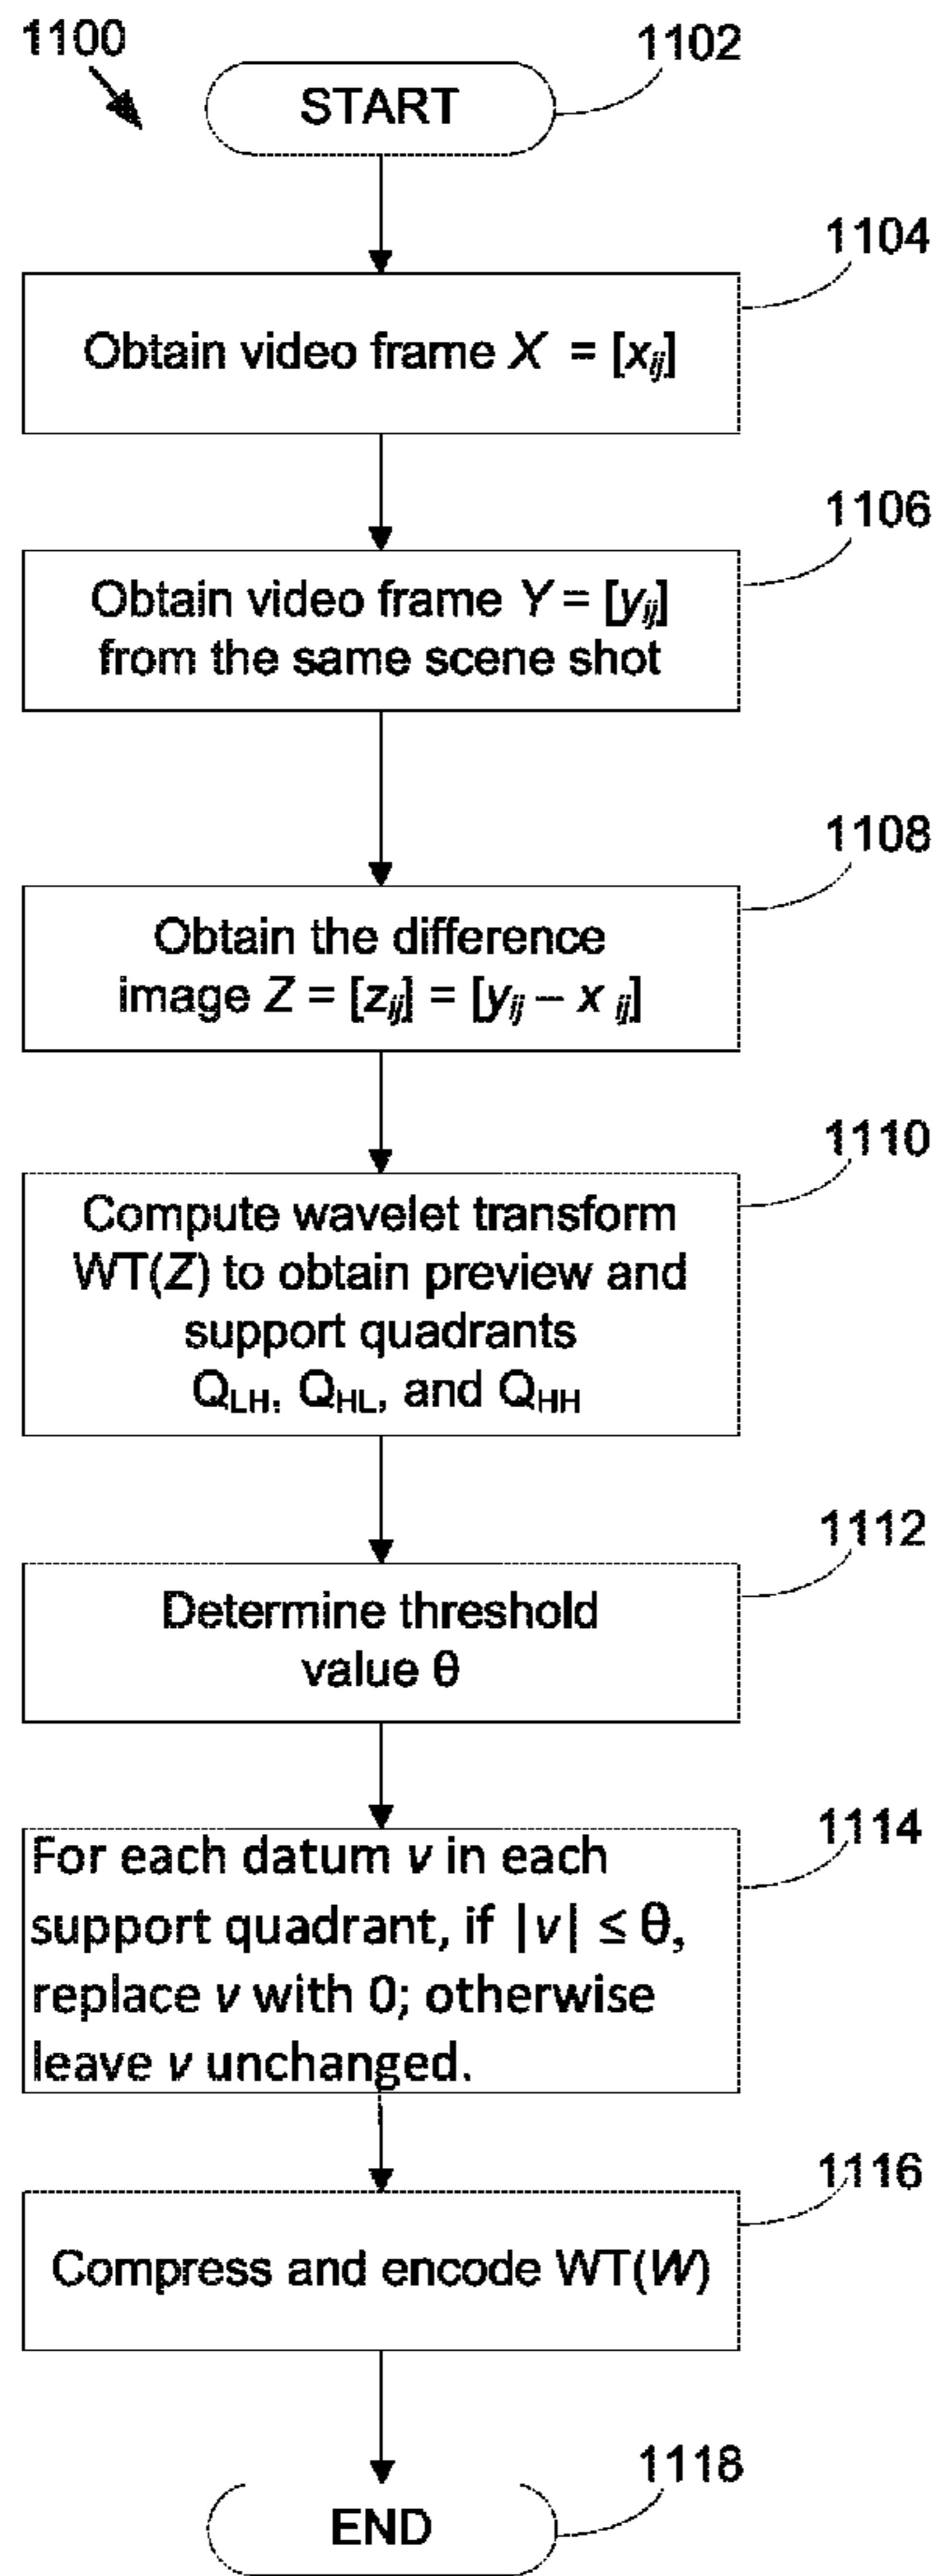 1100
1102
START
1104
Obtain video frame X = [xij]
1106
Obtain video frame Y = [yij]
from the same scene shot
1108
Obtain the difference
image Z = [zij] = [yij – x ij]
1110
Compute wavelet transform
WT(Z) to obtain preview and
support quadrants
QLH, QHL, and QHH
1112
Determine threshold
value θ
1114
For each datum v in each
support quadrant, if |v| ≤ θ,
replace v with 0; otherwise
leave v unchanged.
1116
Compress and encode WT(W)
1118
END